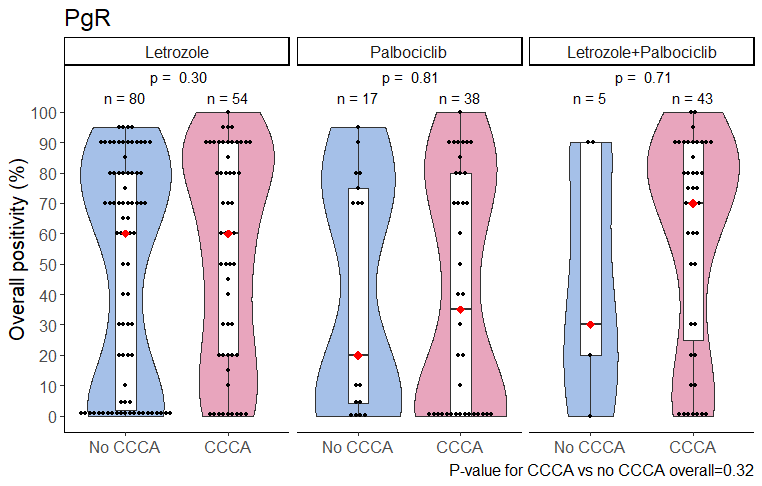 PgR
Letrozole
Palbociclib
Letrozole+Palbociclib
p = 0.30
p = 0.81
p = 0.71
n = 80
n = 54
n = 17
n = 38
n = 5
n = 43
Overall positivity (%)
100
90
80
70
60
50
40
30
20
10
0
No CCCA
CCCA
No CCCA
CCCA
No CCCA
CCCA
P-value for CCCA vs no CCCA overall=0.32